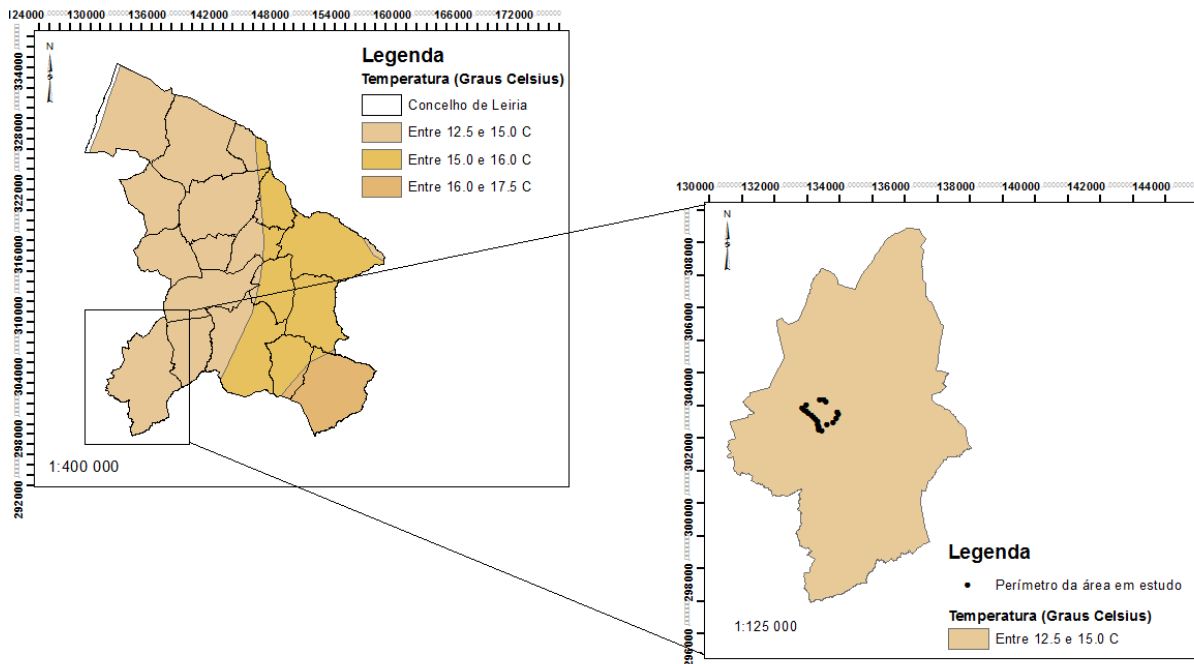 124000 130000 136000 142000 148000 154000 160000 166000 172000
334000
328000
322000
316000
310000
304000
298000
292000
N
Legenda
Temperatura (Graus Celsius)
Concelho de Leiria
Entre 12.5 e 15.0 C
Entre 15.0 e 16.0 C
Entre 16.0 e 17.5 C
1:400 000
130000 132000 134000 136000 138000 140000 142000 144000
308000
306000
304000
302000
300000
298000
296000
N
Legenda
Perímetro da área em estudo
Temperatura (Graus Celsius)
Entre 12.5 e 15.0 C
1:125 000